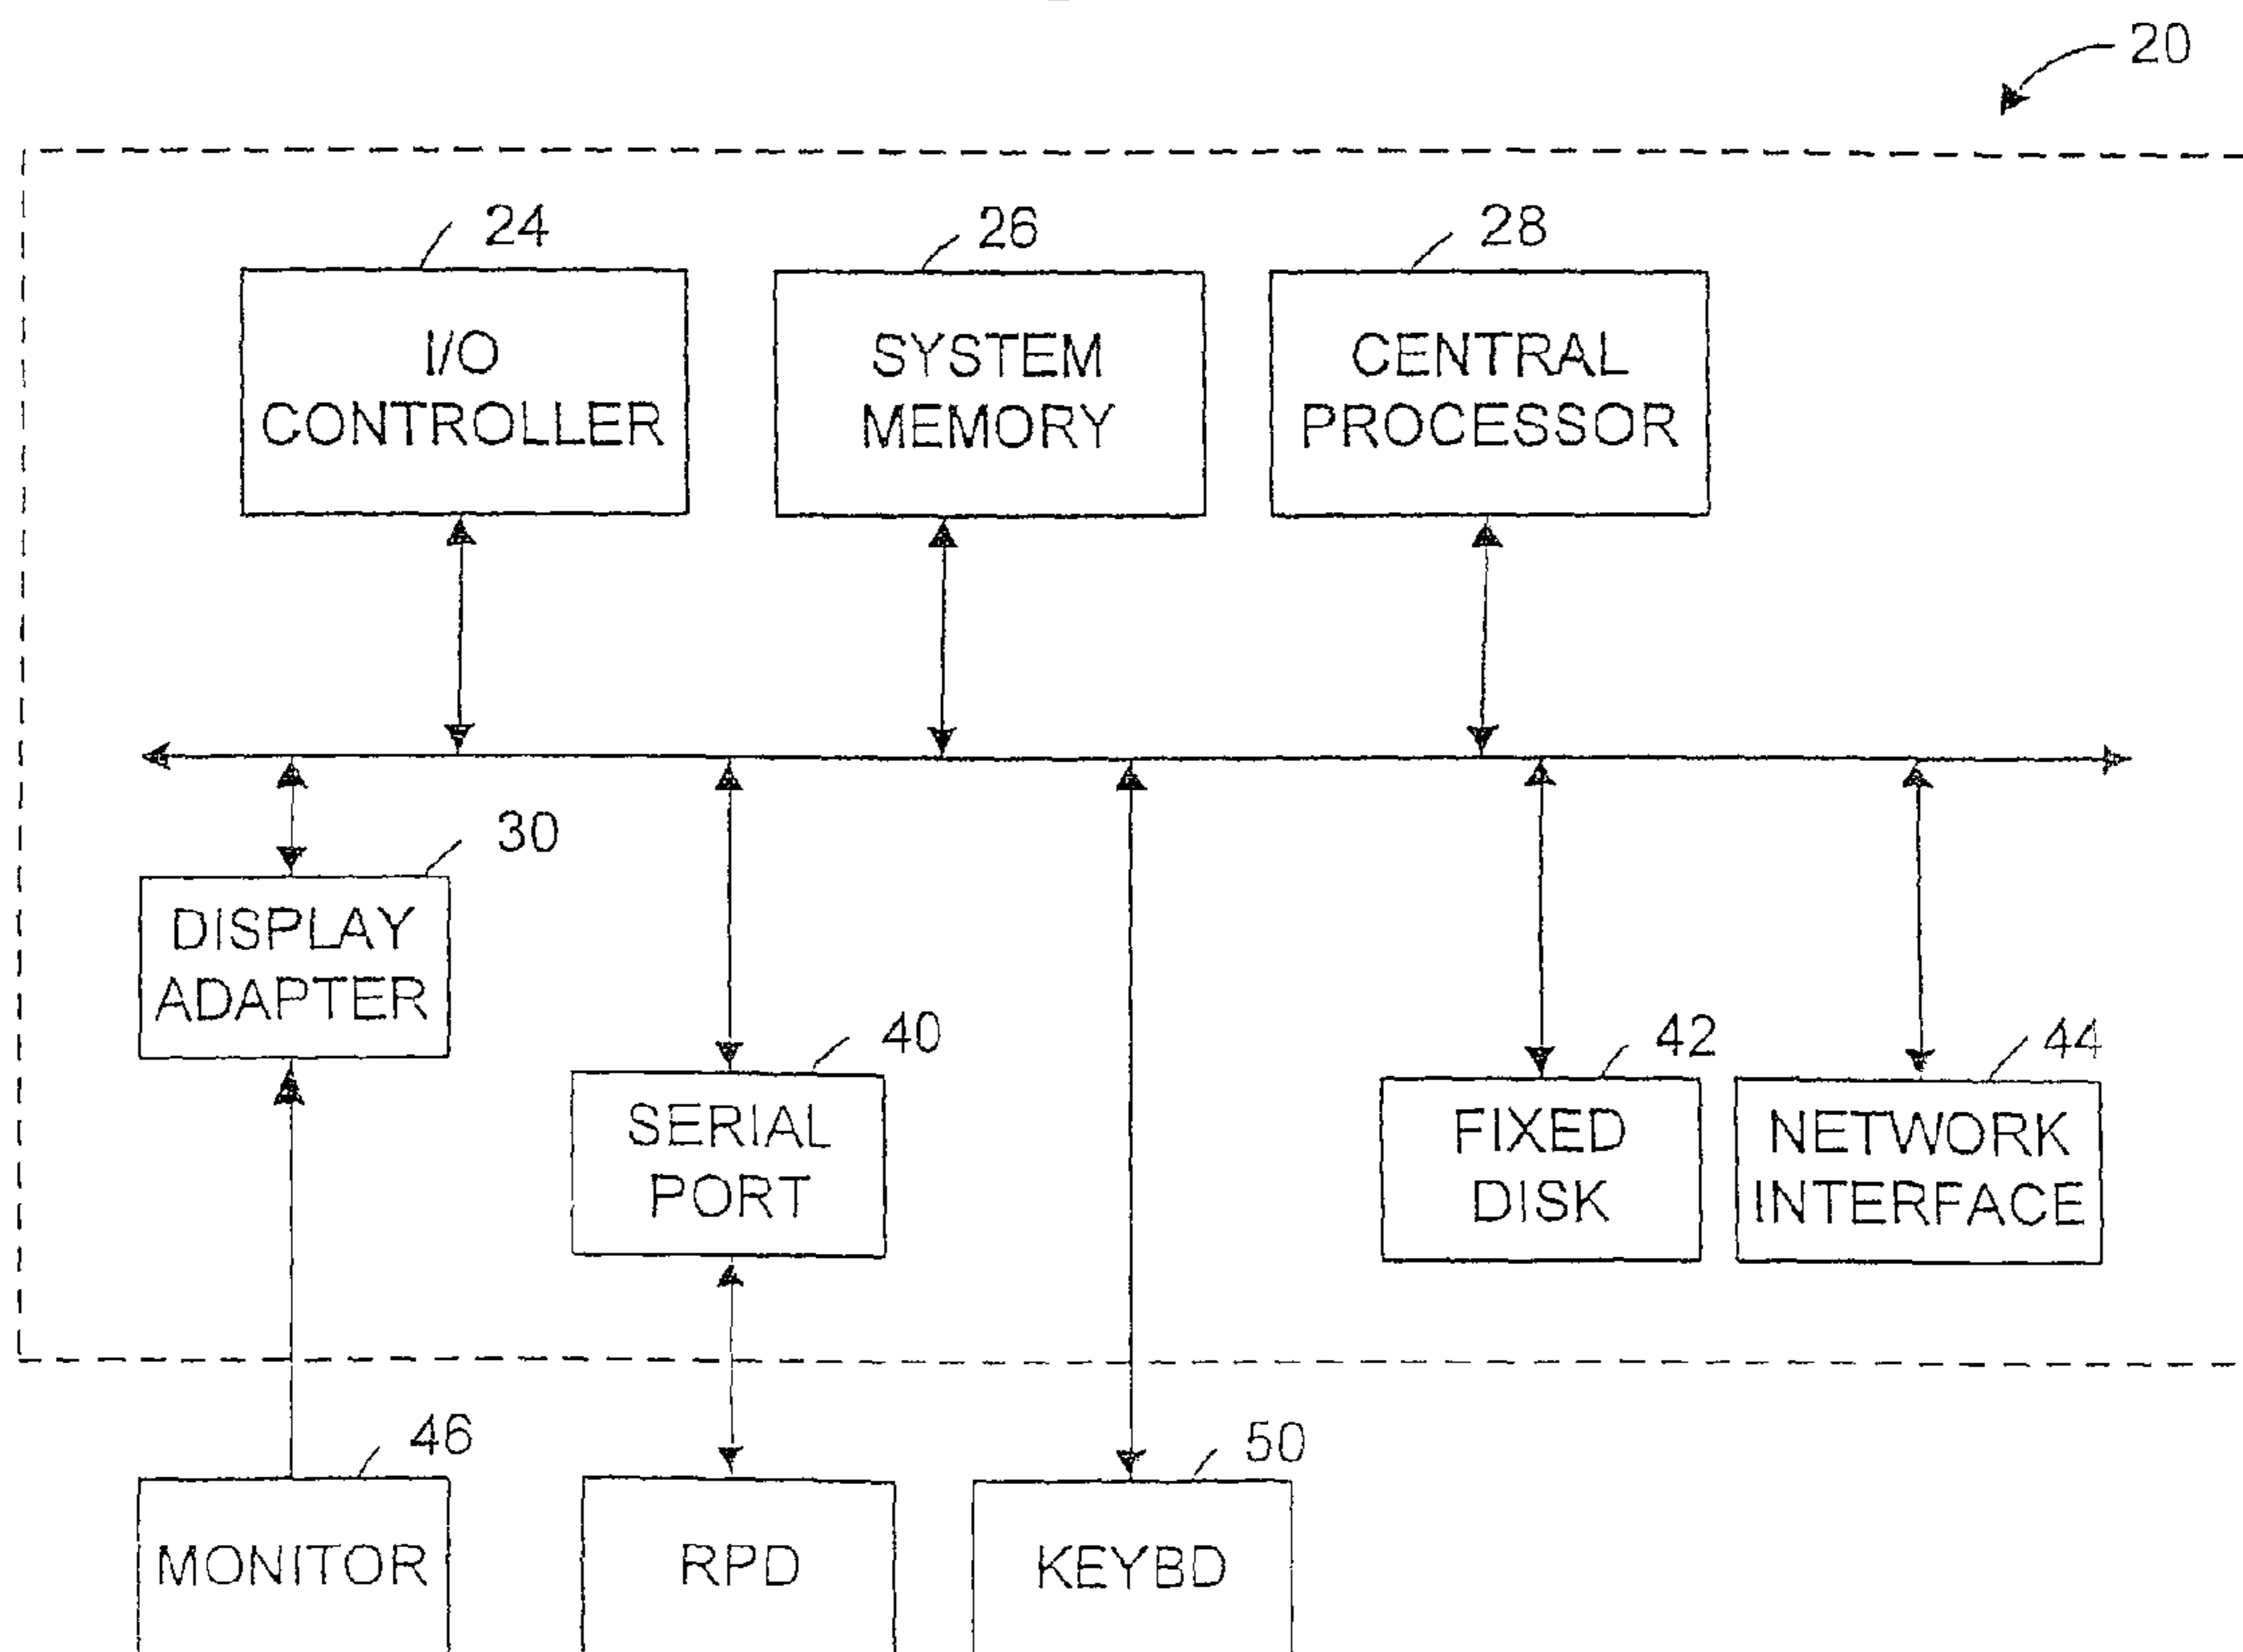 20
24
26
28
I/O
CONTROLLER
SYSTEM
MEMORY
CENTRAL
PROCESSOR
30
DISPLAY
ADAPTER
40
SERIAL
PORT
42
FIXED
DISK
44
NETWORK
INTERFACE
46
MONITOR
RPD
50
KEYBD